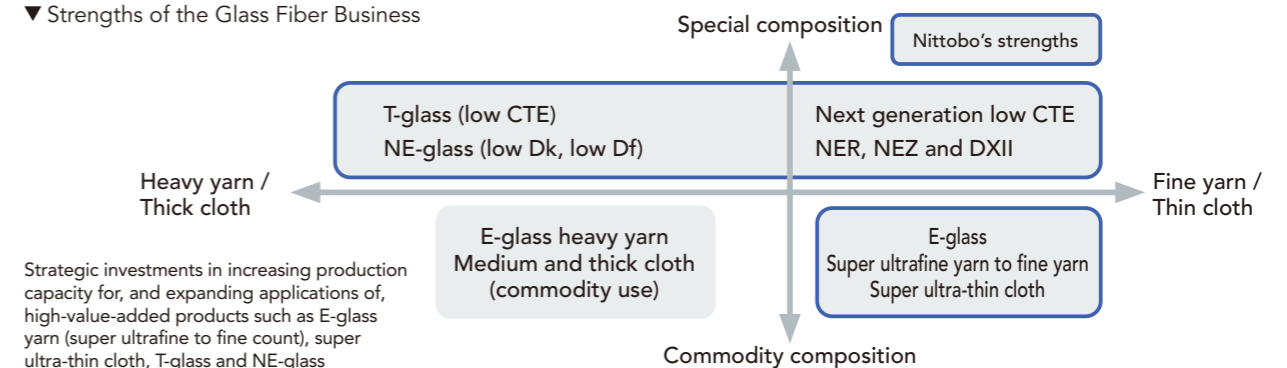 ▼ Strengths of the Glass Fiber Business
Special composition
Nittobo's strengths
T-glass (low CTE)
NE-glass (low Dk, low Df)
Next generation low CTE
NER, NEZ and DXII
Heavy yarn /
Thick cloth
Fine yarn /
Thin cloth
E-glass heavy yarn
Medium and thick cloth
(commodity use)
E-glass
Super ultrafine yarn to fine yarn
Super ultra-thin cloth
Strategic investments in increasing production
capacity for, and expanding applications of,
high-value-added products such as E-glass
yarn (super ultrafine to fine count), super
ultra-thin cloth, T-glass and NE-glass
Commodity composition